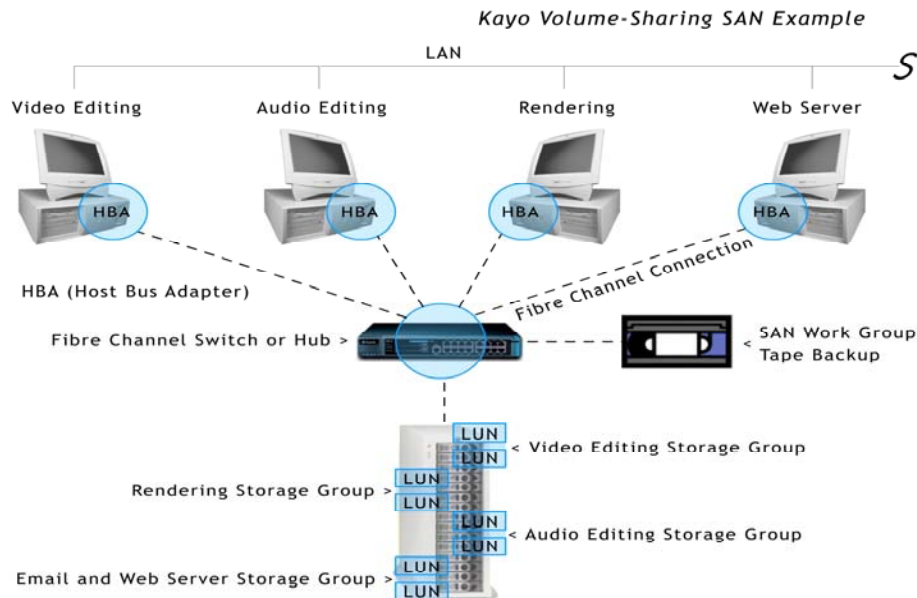 Kayo Volume-Sharing SAN Example
LAN
S
Video Editing
Audio Editing
Rendering
Web Server
HBA
HBA
HBA
HBA
HBA (Host Bus Adapter)
Fibre Channel Connection
Fibre Channel Switch or Hub >
< SAN Work Group
Tape Backup
LUN
LUN
< Video Editing Storage Group
Rendering Storage Group >
LUN
LUN
LUN
LUN
< Audio Editing Storage Group
Email and Web Server Storage Group >
LUN
LUN